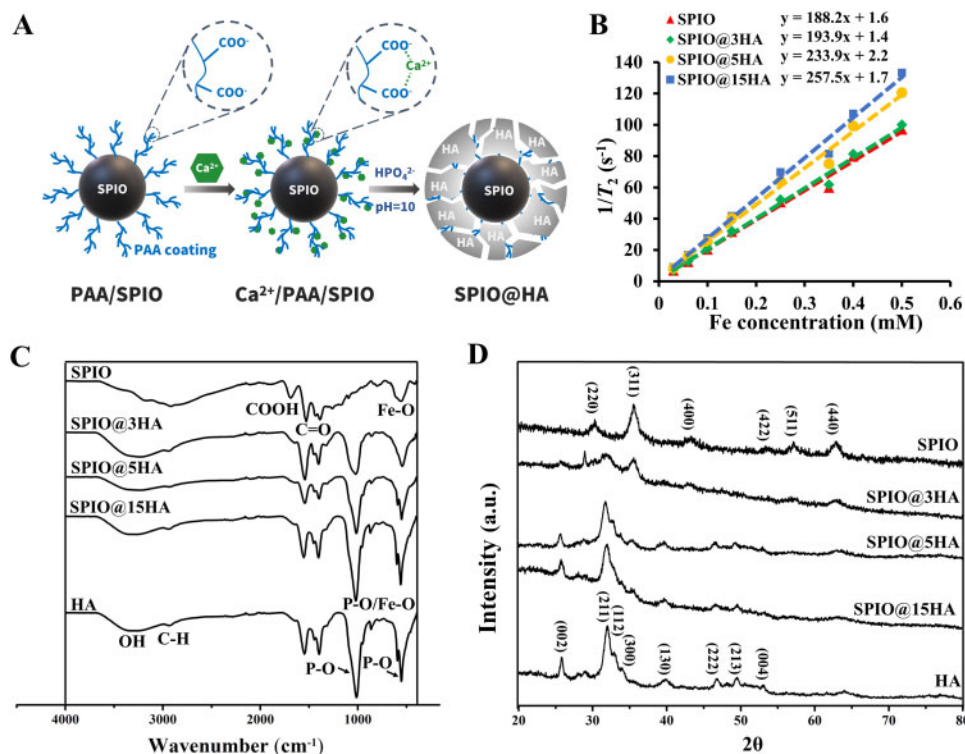 A
COO⁻
COO⁻
COO⁻
Ca²⁺
COO⁻
SPIO
Ca²⁺
SPIO
HPO₄²⁻
pH=10
SPIO
HA
HA
HA
HA
HA
HA
HA
HA
PAA coating
PAA/SPIO
Ca²⁺/PAA/SPIO
SPIO@HA
B
SPIO y = 188.2x + 1.6
SPIO@3HA y = 193.9x + 1.4
SPIO@5HA y = 233.9x + 2.2
SPIO@15HA y = 257.5x + 1.7
1/T₂ (s⁻¹)
140
120
100
80
60
40
20
0
0 0.1 0.2 0.3 0.4 0.5 0.6
Fe concentration (mM)
C
SPIO
COOH
C=O
Fe-O
SPIO@3HA
SPIO@5HA
SPIO@15HA
P-O/Fe-O
HA
OH
C-H
P-O
P-O
4000 3000 2000 1000
Wavenumber (cm⁻¹)
D
Intensity (a.u.)
(220)
(311)
(400)
(422)
(511)
(440)
SPIO
SPIO@3HA
SPIO@5HA
SPIO@15HA
(002)
(211)
(112)
(300)
(130)
(222)
(213)
(004)
HA
20 30 40 50 60 70 80
2θ